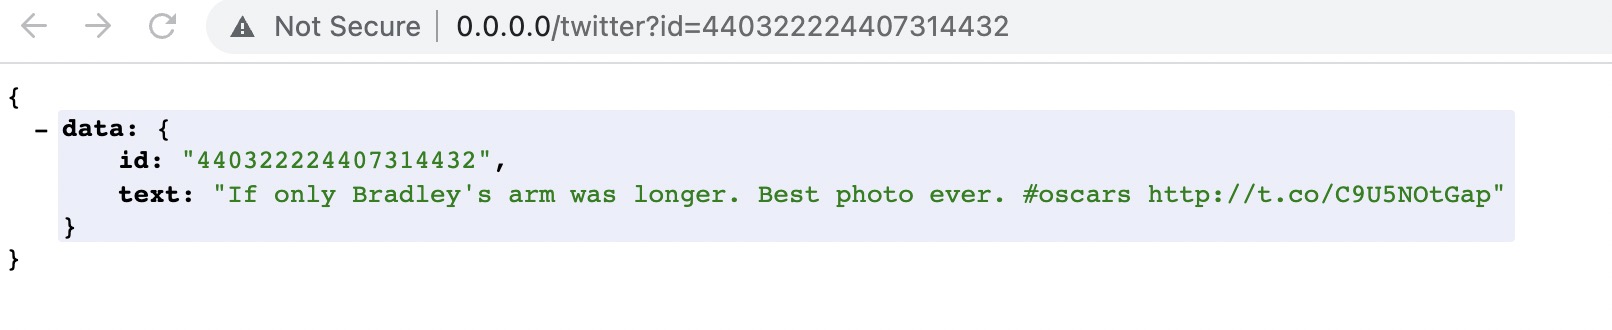 Not Secure | 0.0.0.0/twitter?id=440322224407314432
{
- data: {
id: "440322224407314432",
text: "If only Bradley's arm was longer. Best photo ever. #oscars http://t.co/C9U5NOtGap"
}
}